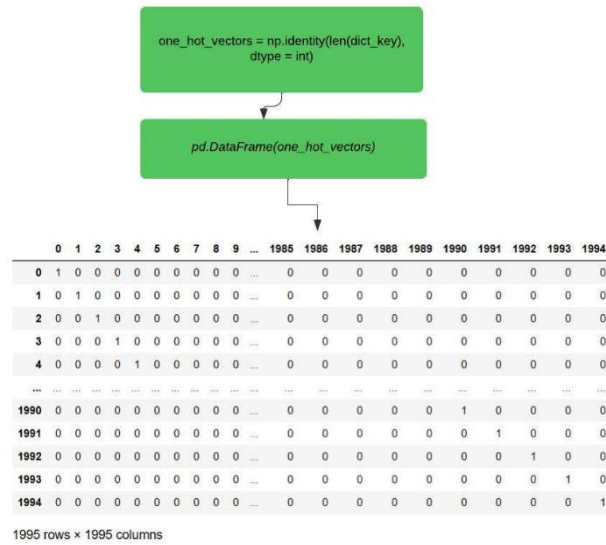 one_hot_vectors = np.identity(len(dict_key),
dtype = int)
pd.DataFrame(one_hot_vectors)
0 1 2 3 4 5 6 7 8 9 ... 1985 1986 1987 1988 1989 1990 1991 1992 1993 1994
0 1 0 0 0 0 0 0 0 0 0 ... 0 0 0 0 0 0 0 0 0 0
1 0 1 0 0 0 0 0 0 0 0 ... 0 0 0 0 0 0 0 0 0 0
2 0 0 1 0 0 0 0 0 0 0 ... 0 0 0 0 0 0 0 0 0 0
3 0 0 0 1 0 0 0 0 0 0 ... 0 0 0 0 0 0 0 0 0 0
4 0 0 0 0 1 0 0 0 0 0 ... 0 0 0 0 0 0 0 0 0 0
... ... ... ... ... ... ... ... ... ... ... ... ... ... ... ... ... ... ... ... ... ...
1990 0 0 0 0 0 0 0 0 0 0 ... 0 0 0 0 0 1 0 0 0 0
1991 0 0 0 0 0 0 0 0 0 0 ... 0 0 0 0 0 0 1 0 0 0
1992 0 0 0 0 0 0 0 0 0 0 ... 0 0 0 0 0 0 0 1 0 0
1993 0 0 0 0 0 0 0 0 0 0 ... 0 0 0 0 0 0 0 0 1 0
1994 0 0 0 0 0 0 0 0 0 0 ... 0 0 0 0 0 0 0 0 0 1
1995 rows × 1995 columns